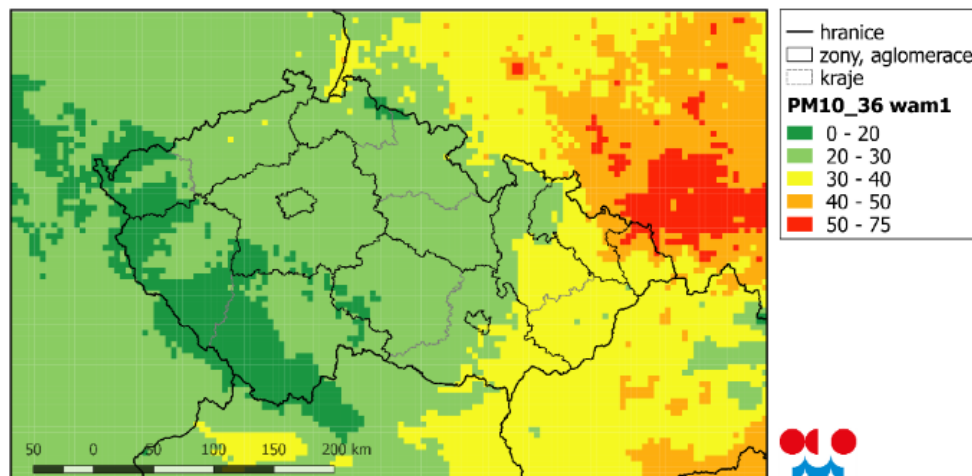 hranice
zony, aglomerace
kraje
PM10_36 wam1
0 - 20
20 - 30
30 - 40
40 - 50
50 - 75
50 0 50 100 150 200 km